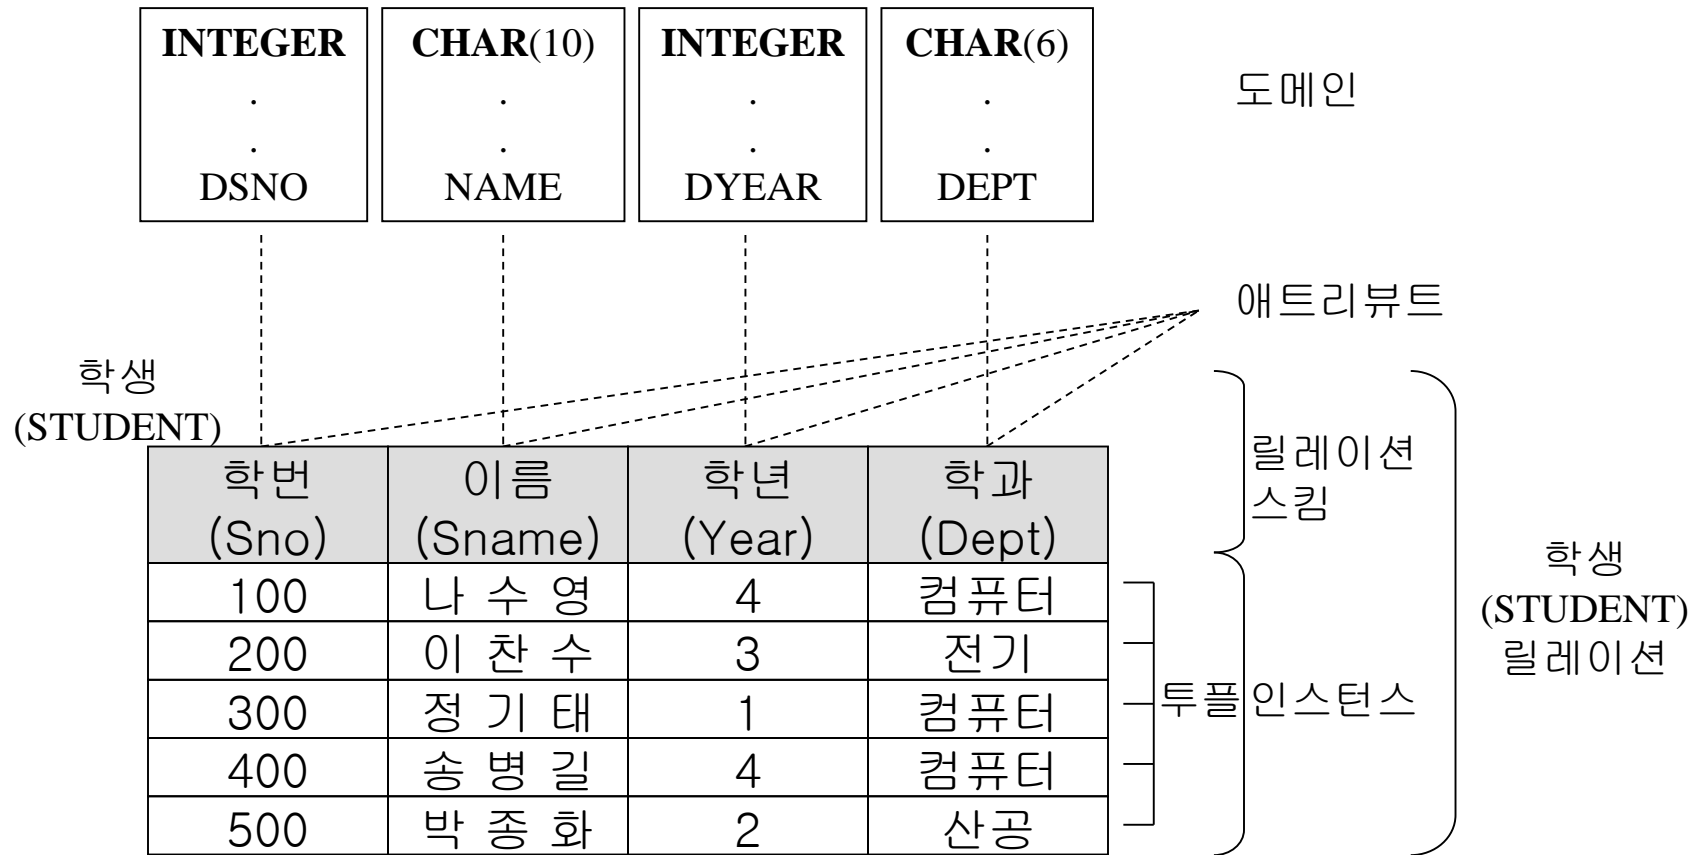 INTEGER CHAR(10) INTEGER CHAR(6)
. . . .
. . . .
DSNO NAME DYEAR DEPT
도메인
애트리뷰트
학생
(STUDENT)
학번 이름 학년 학과
(Sno) (Sname) (Year) (Dept)
100 나 수 영 4 컴퓨터
200 이 찬 수 3 전기
300 정 기 태 1 컴퓨터
400 송 병 길 4 컴퓨터
500 박 종 화 2 산공
릴레이션
스킴
투플 인스턴스
학생
(STUDENT)
릴레이션